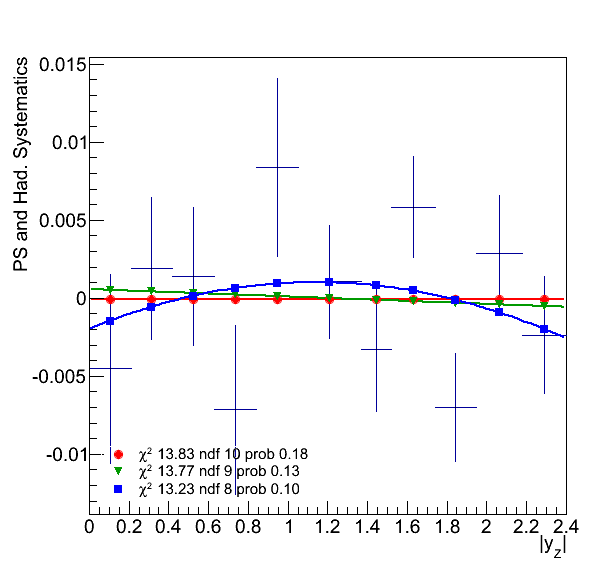 PS and Had. Systematics
0.015
0.01
0.005
0
-0.005
-0.01
χ² 13.83 ndf 10 prob 0.18
χ² 13.77 ndf 9 prob 0.13
χ² 13.23 ndf 8 prob 0.10
0 0.2 0.4 0.6 0.8 1 1.2 1.4 1.6 1.8 2 2.2 2.4
|y_Z|